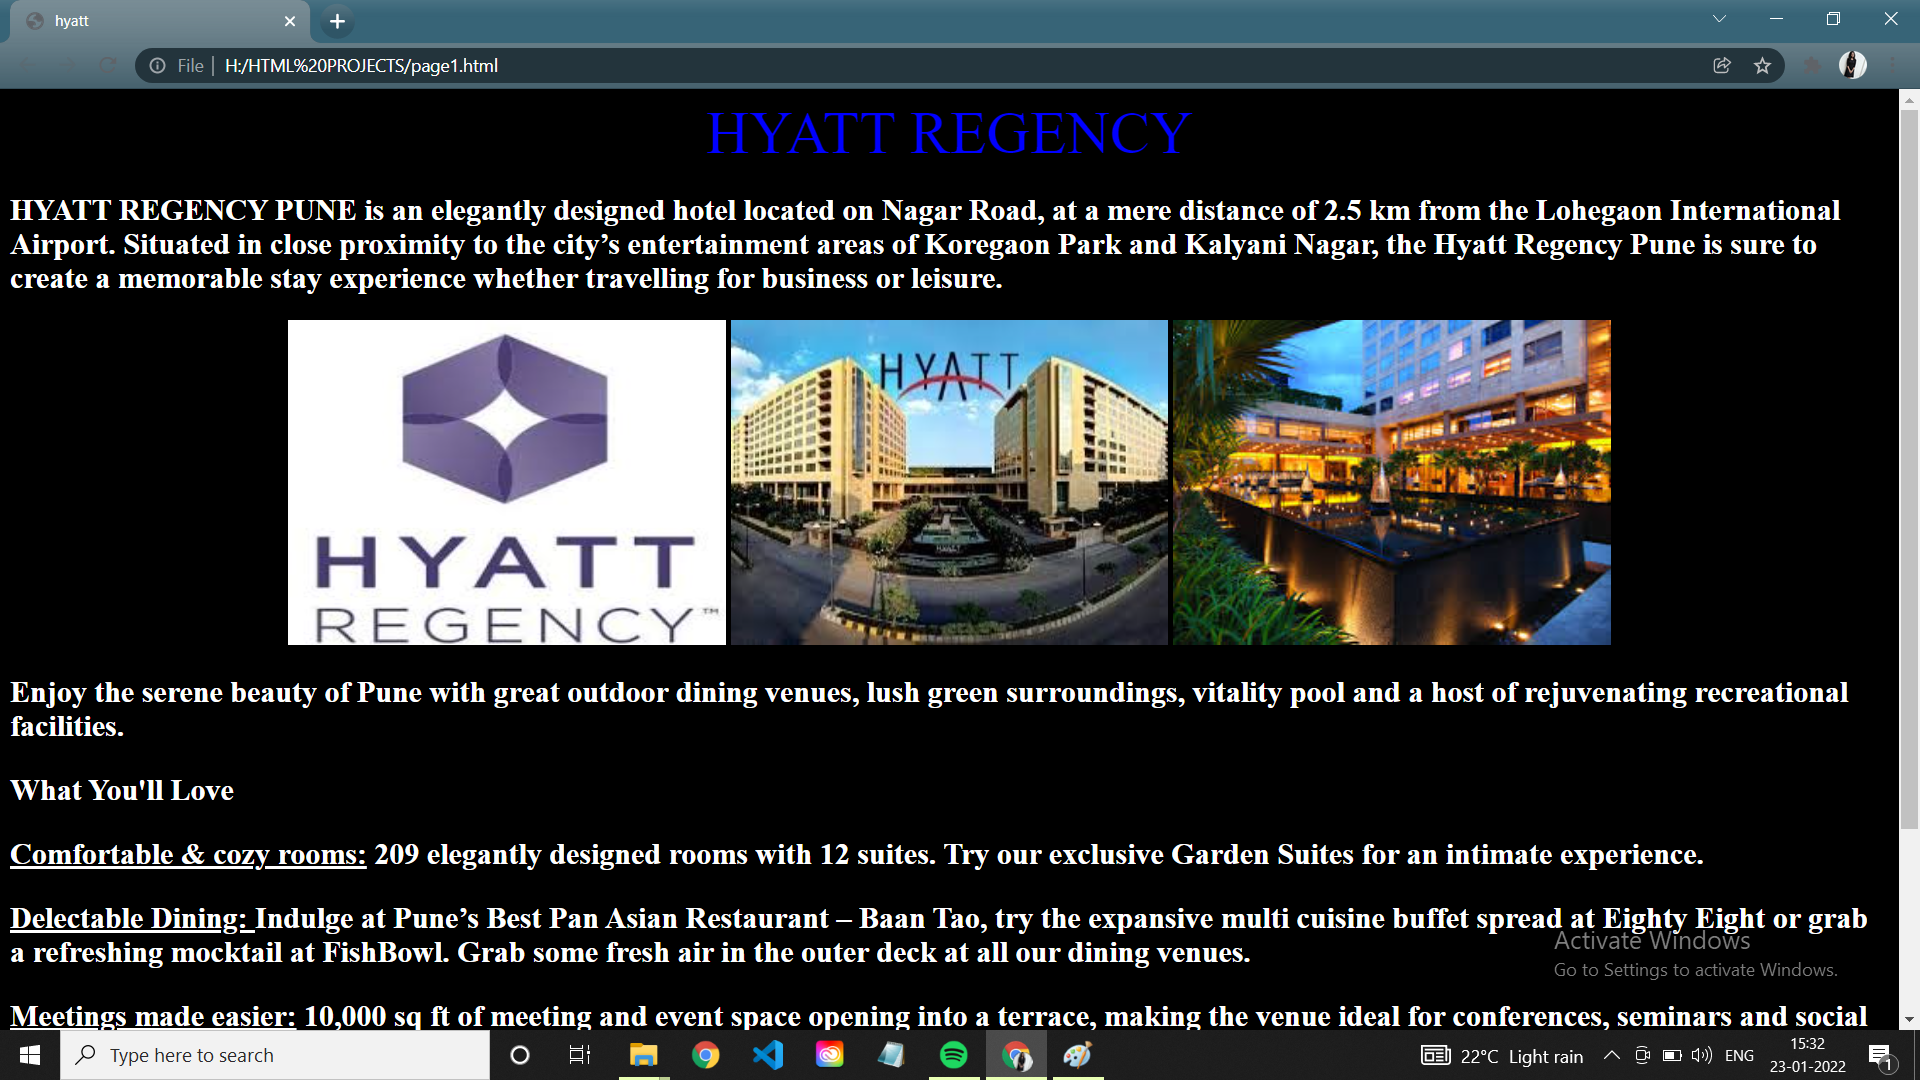 hyatt
File | H:/HTML%20PROJECTS/page1.html
HYATT REGENCY
HYATT REGENCY PUNE is an elegantly designed hotel located on Nagar Road, at a mere distance of 2.5 km from the Lohegaon International
Airport. Situated in close proximity to the city’s entertainment areas of Koregaon Park and Kalyani Nagar, the Hyatt Regency Pune is sure to
create a memorable stay experience whether travelling for business or leisure.
HYATT
REGENCY™
HYATT
Enjoy the serene beauty of Pune with great outdoor dining venues, lush green surroundings, vitality pool and a host of rejuvenating recreational
facilities.
What You'll Love
Comfortable & cozy rooms: 209 elegantly designed rooms with 12 suites. Try our exclusive Garden Suites for an intimate experience.
Delectable Dining: Indulge at Pune’s Best Pan Asian Restaurant – Baan Tao, try the expansive multi cuisine buffet spread at Eighty Eight or grab
a refreshing mocktail at FishBowl. Grab some fresh air in the outer deck at all our dining venues.
Activate Windows
Go to Settings to activate Windows.
Meetings made easier: 10,000 sq ft of meeting and event space opening into a terrace, making the venue ideal for conferences, seminars and social
Type here to search
22°C Light rain
ENG
15:32
23-01-2022
1